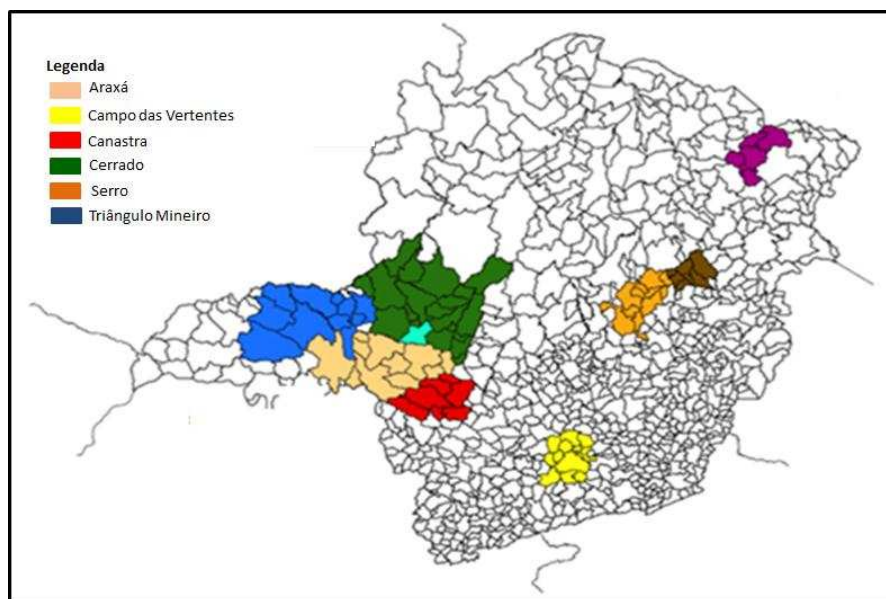 Legenda
Araxá
Campo das Vertentes
Canastra
Cerrado
Serro
Triângulo Mineiro